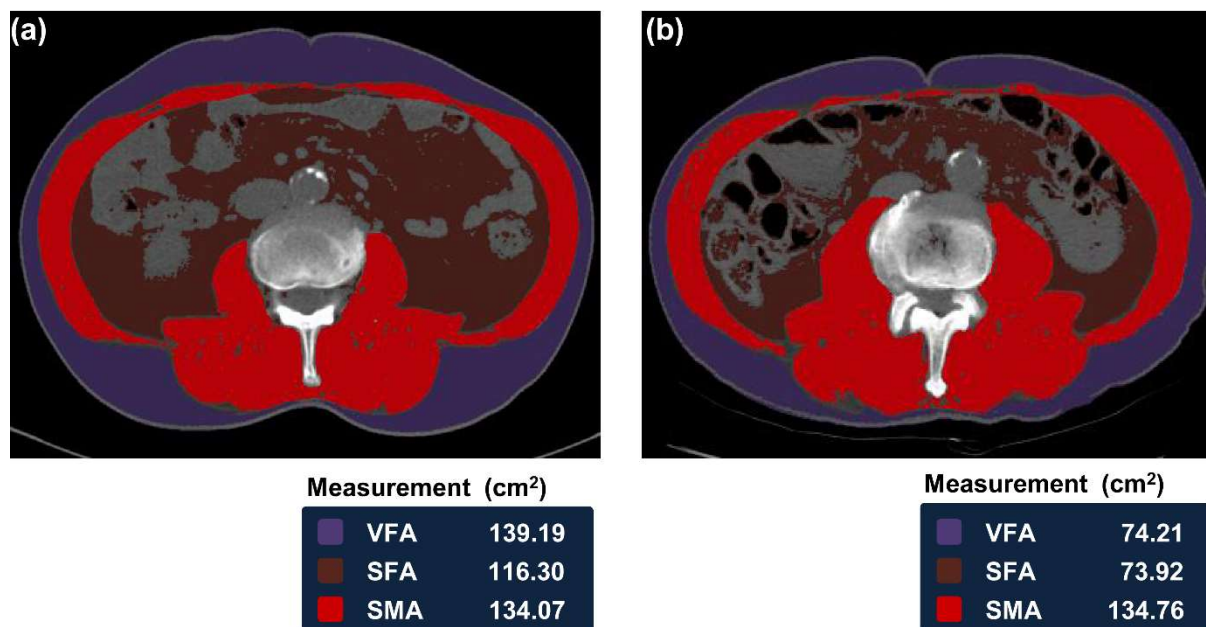 (a)
(b)
Measurement (cm²)
VFA 139.19
SFA 116.30
SMA 134.07
Measurement (cm²)
VFA 74.21
SFA 73.92
SMA 134.76